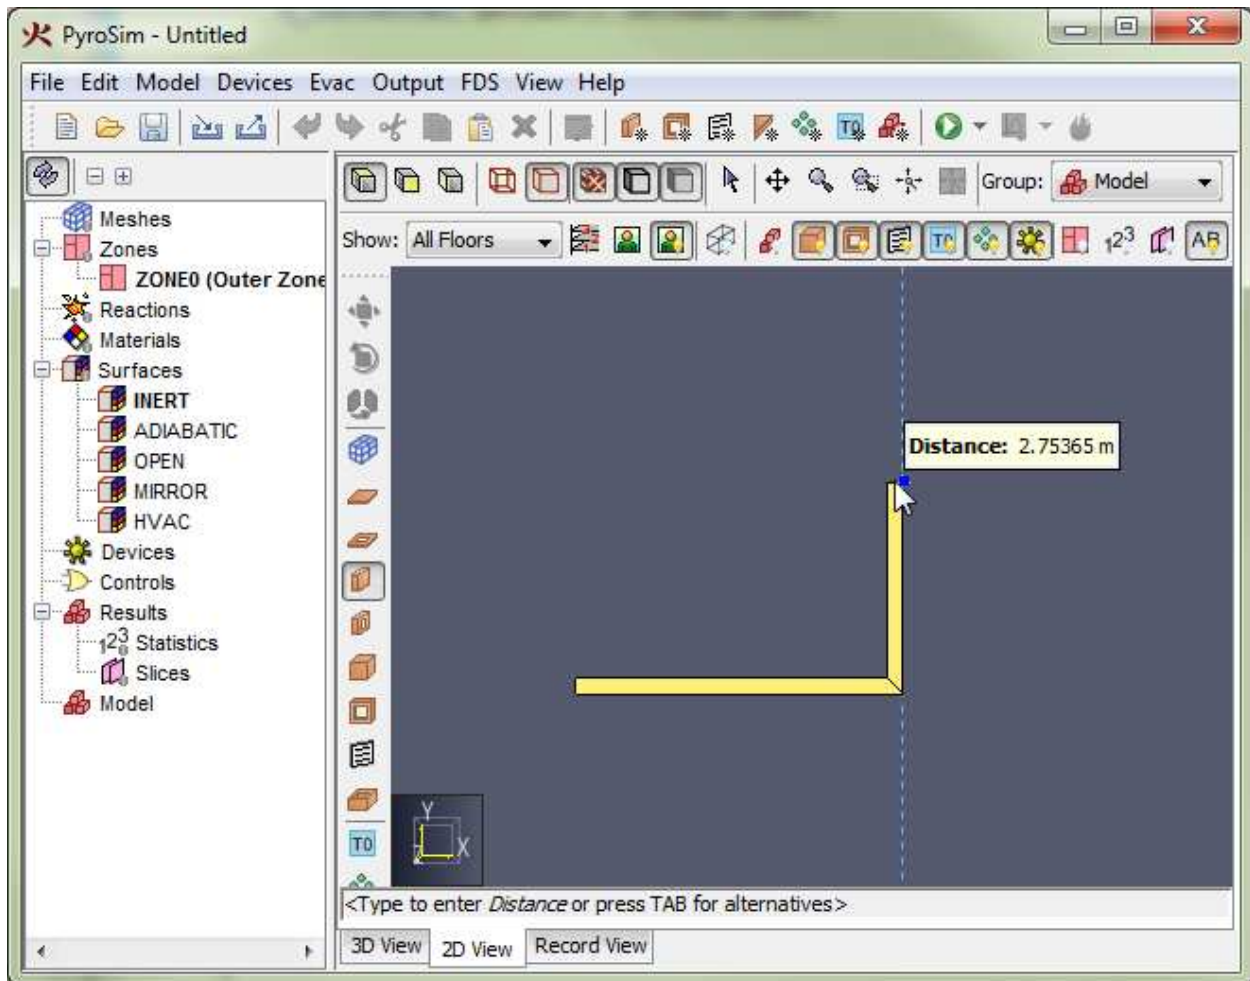 PyroSim - Untitled
File Edit Model Devices Evac Output FDS View Help
Group: Model
Show: All Floors
Meshes
Zones
ZONE0 (Outer Zone
Reactions
Materials
Surfaces
INERT
ADIABATIC
OPEN
MIRROR
HVAC
Devices
Controls
Results
Statistics
Slices
Model
Distance: 2.75365 m
Y
X
<Type to enter Distance or press TAB for alternatives>
3D View 2D View Record View